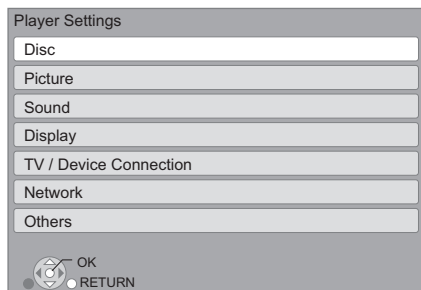 Player Settings
Disc
Picture
Sound
Display
TV / Device Connection
Network
Others
OK
RETURN